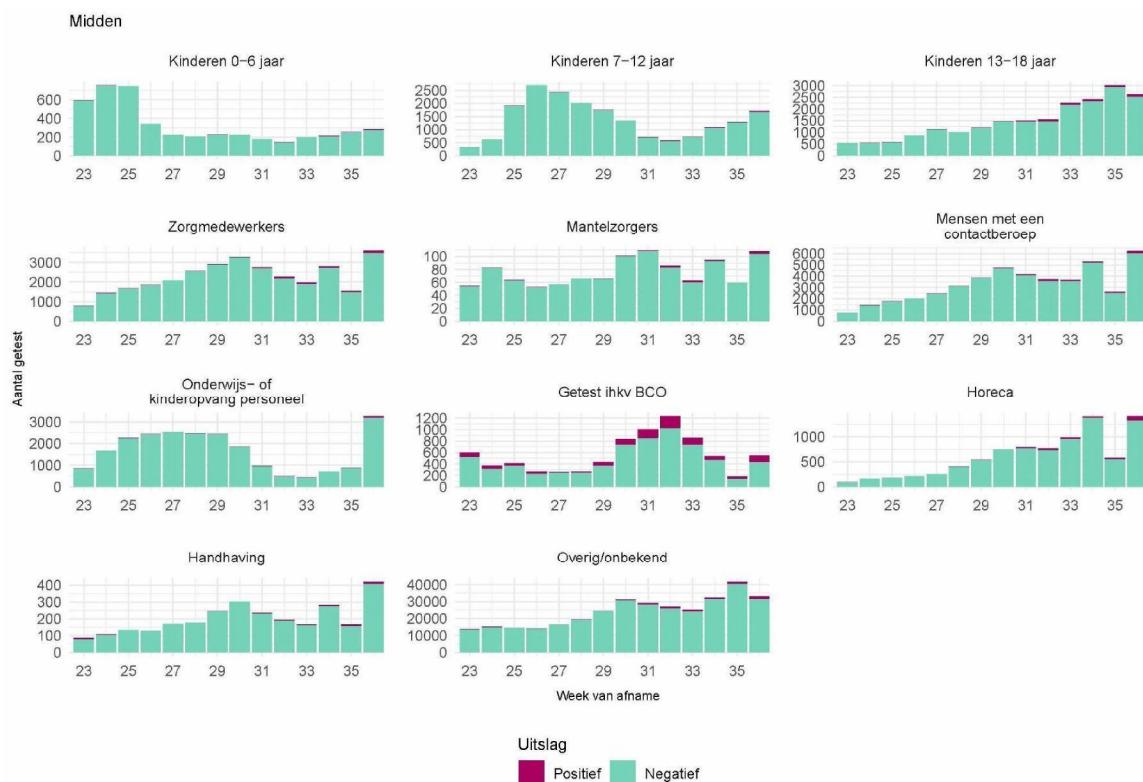 Midden
Kinderen 0–6 jaar
Kinderen 7–12 jaar
Kinderen 13–18 jaar
600
400
200
0
23 25 27 29 31 33 35
2500
2000
1500
1000
500
0
23 25 27 29 31 33 35
3000
2500
2000
1500
1000
500
0
23 25 27 29 31 33 35
Zorgmedewerkers
Mantelzorgers
Mensen met een
contactberoep
3000
2000
1000
0
23 25 27 29 31 33 35
100
80
60
40
20
0
23 25 27 29 31 33 35
6000
5000
4000
3000
2000
1000
0
23 25 27 29 31 33 35
Aantal getest
Onderwijs– of
kinderopvang personeel
Getest ihkv BCO
Horeca
3000
2000
1000
0
23 25 27 29 31 33 35
1200
1000
800
600
400
200
0
23 25 27 29 31 33 35
1000
500
0
23 25 27 29 31 33 35
Handhaving
Overig/onbekend
400
300
200
100
0
23 25 27 29 31 33 35
40000
30000
20000
10000
0
23 25 27 29 31 33 35
Week van afname
Uitslag
Positief Negatief